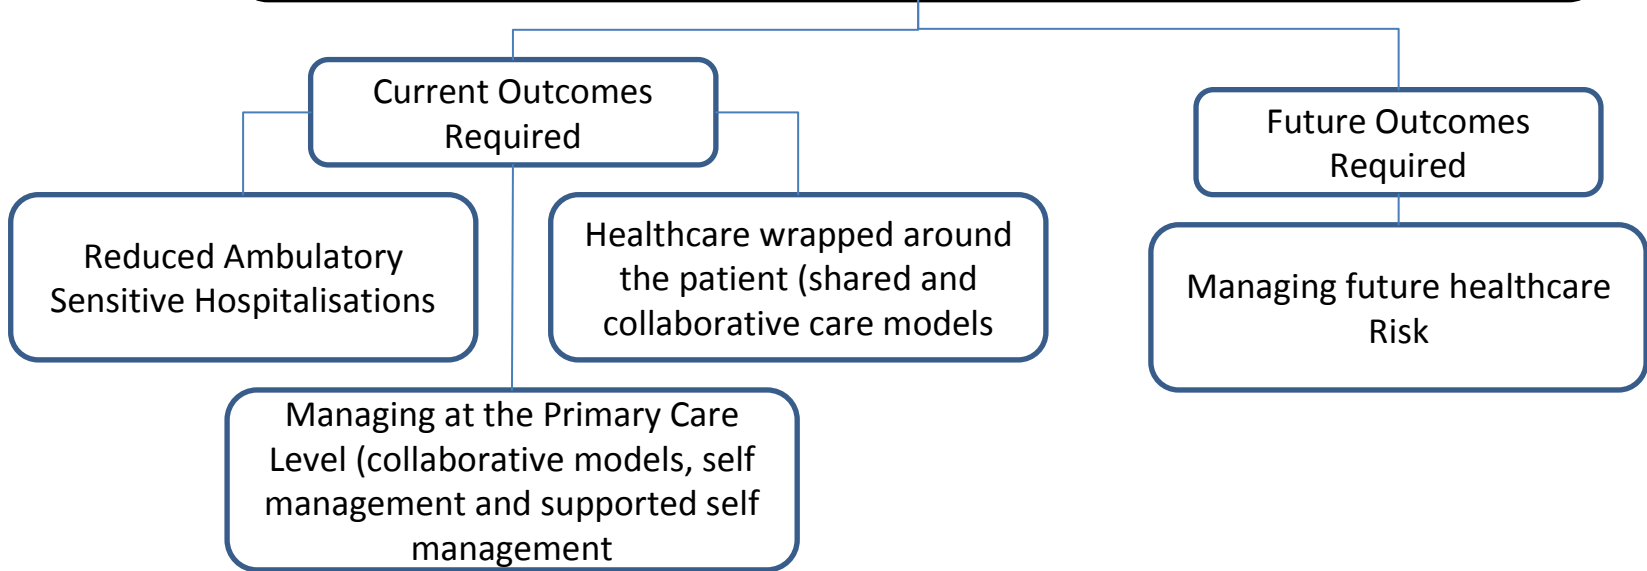 Current Outcomes
Required
Future Outcomes
Required
Reduced Ambulatory
Sensitive Hospitalisations
Healthcare wrapped around
the patient (shared and
collaborative care models
Managing future healthcare
Risk
Managing at the Primary Care
Level (collaborative models, self
management and supported self
management